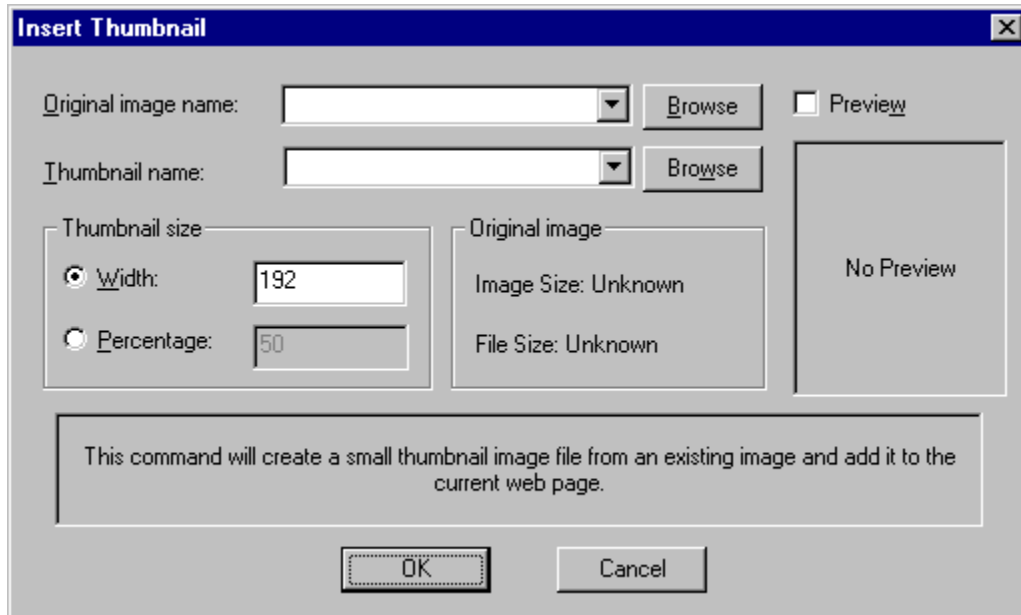 Insert Thumbnail
Original image name:
Browse
Preview
Thumbnail name:
Browse
Thumbnail size
Original image
Width:
192
Image Size: Unknown
No Preview
Percentage:
50
File Size: Unknown
This command will create a small thumbnail image file from an existing image and add it to the
current web page.
OK
Cancel